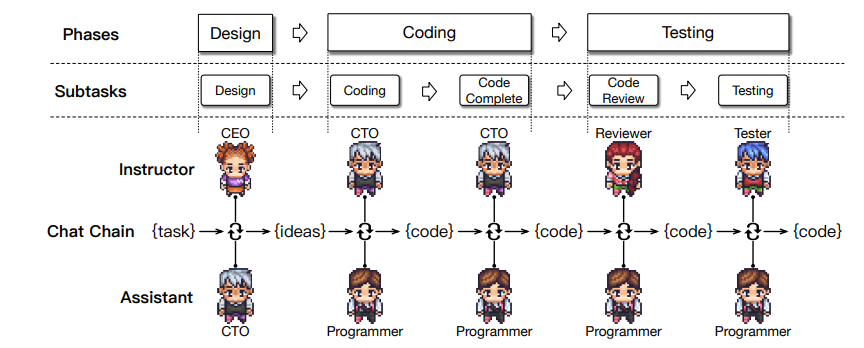 Phases
Design
Coding
Testing
Subtasks
Design
Coding
Code
Complete
Code
Review
Testing
CEO
CTO
CTO
Reviewer
Tester
Instructor
Chat Chain
{task}
{ideas}
{code}
{code}
{code}
{code}
Assistant
CTO
Programmer
Programmer
Programmer
Programmer